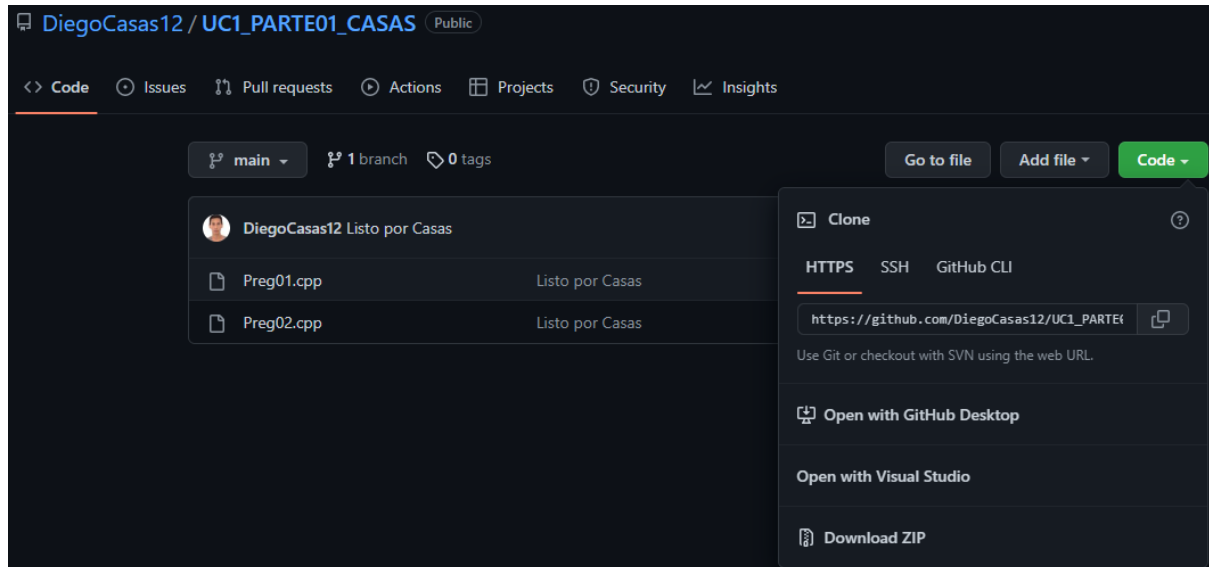 DiegoCasas12 / UC1_PARTE01_CASAS Public
<> Code Issues Pull requests Actions Projects Security Insights
main 1 branch 0 tags Go to file Add file Code
DiegoCasas12 Listo por Casas
Preg01.cpp Listo por Casas
Preg02.cpp Listo por Casas
Clone
HTTPS SSH GitHub CLI
https://github.com/DiegoCasas12/UC1_PARTE
Use Git or checkout with SVN using the web URL.
Open with GitHub Desktop
Open with Visual Studio
Download ZIP